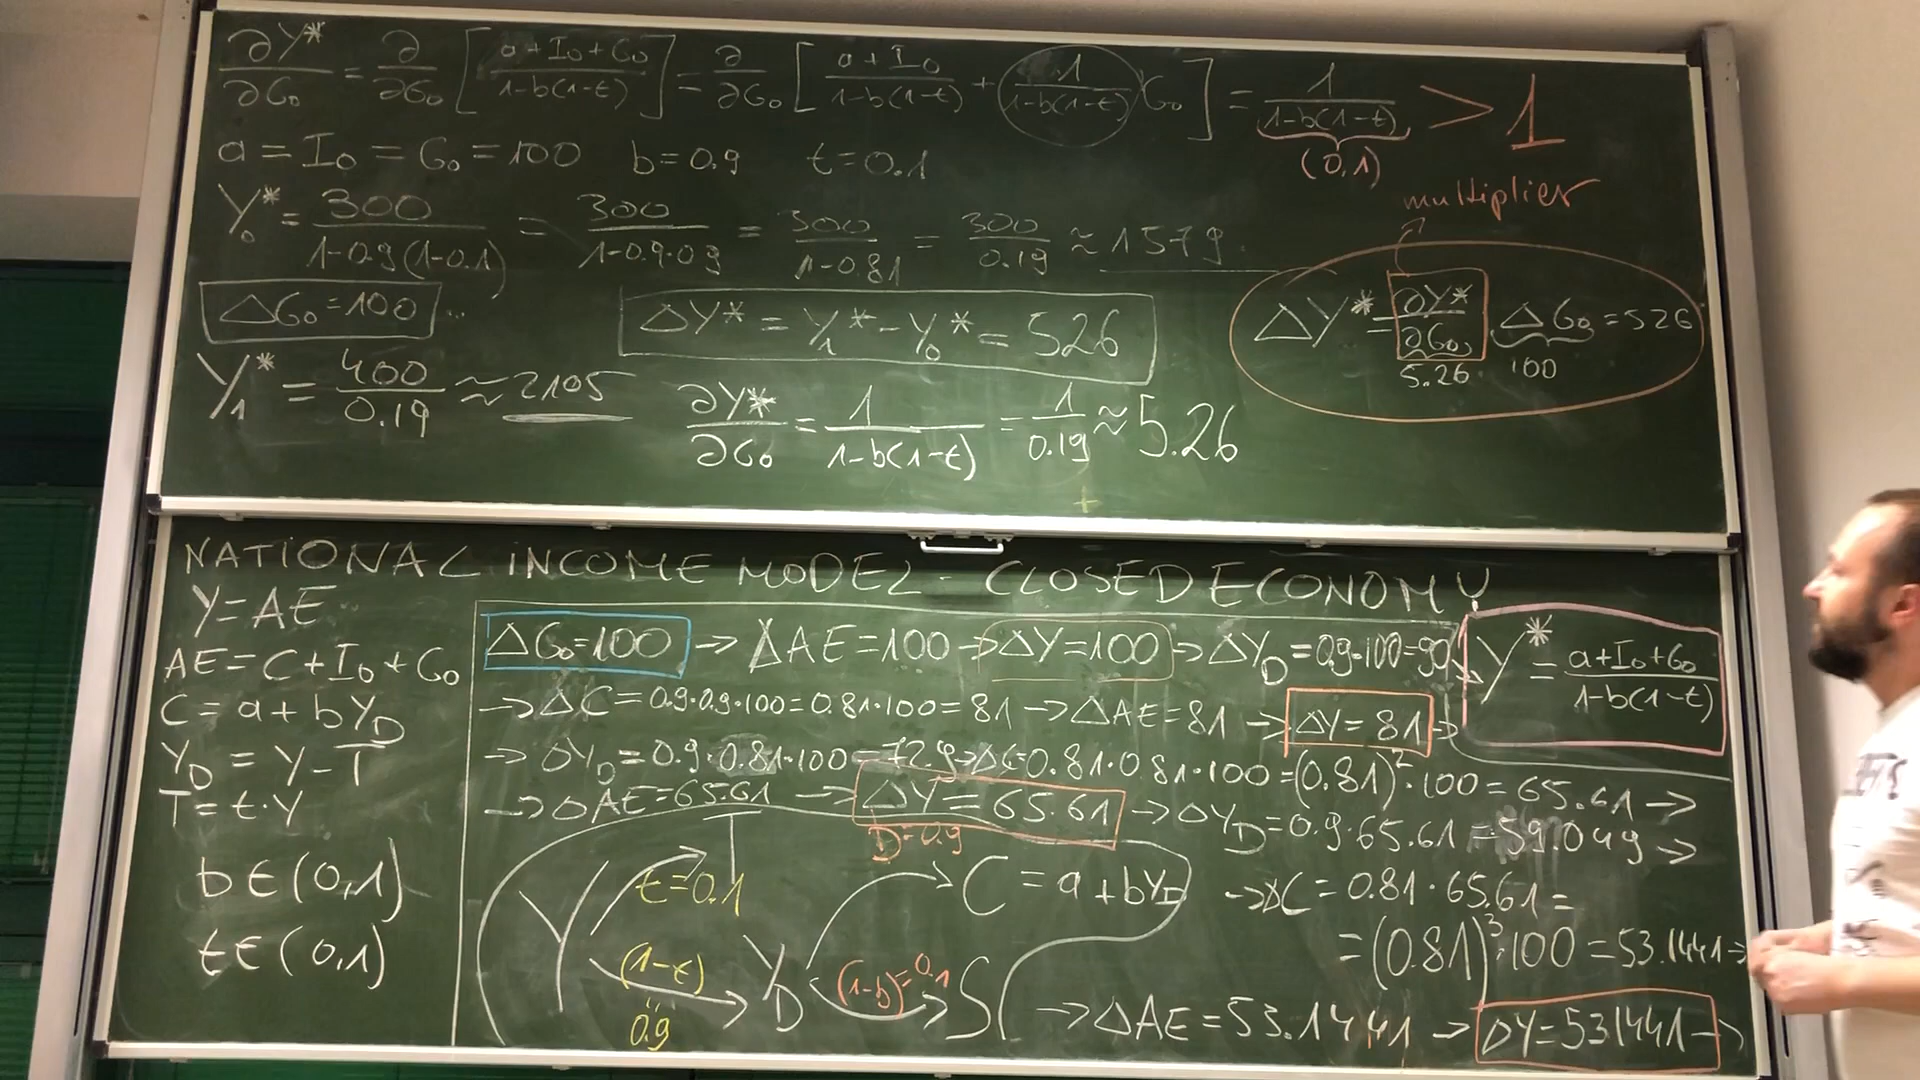 ∂Y*/∂G₀ = ∂/∂G₀ [ (a+I₀+G₀)/(1-b(1-t)) ] = ∂/∂G₀ [ (a+I₀)/(1-b(1-t)) + 1/(1-b(1-t)) G₀ ] = 1/(1-b(1-t)) > 1
(0,1)
a = I₀ = G₀ = 100 b=0.9 t=0.1
multiplier
Y₀* = 300/(1-0.9(1-0.1)) = 300/(1-0.9·0.9) = 300/(1-0.81) = 300/0.19 ≈ 1579.
ΔG₀=100 ...
ΔY* = Y₁* - Y₀* = 526
ΔY* = ∂Y*/∂G₀ · ΔG₀ = 526
5.26 · 100
Y₁* = 400/0.19 ≈ 2105
∂Y*/∂G₀ = 1/(1-b(1-t)) = 1/0.19 ≈ 5.26
+
NATIONAL INCOME MODEL - CLOSED ECONOMY
Y=AE
AE=C+I₀+G₀
C=a+bY_D
Y_D=Y-T
T=t·Y
b∈(0,1)
t∈(0,1)
ΔG₀=100 → ΔAE=100 → ΔY=100 → ΔY_D=0.9·100=90 →
Y* = (a+I₀+G₀)/(1-b(1-t))
→ ΔC=0.9·0.9·100=0.81·100=81 → ΔAE=81 → ΔY=81 →
→ ΔY_D=0.9·0.81·100=72.9 → ΔC=0.81·0.81·100=(0.81)²·100=65.61 →
→ ΔAE=65.61 → ΔY=65.61 → ΔY_D=0.9·65.61=59.049 →
→ ΔC=0.81·65.61=
=(0.81)³·100=53.1441 →
→ ΔAE=53.1441 → ΔY=53.1441 →
T
b=0.9
t=0.1
Y
C=a+bY_D
(1-t)
"
0.9
Y_D
(1-b)=0.1
S